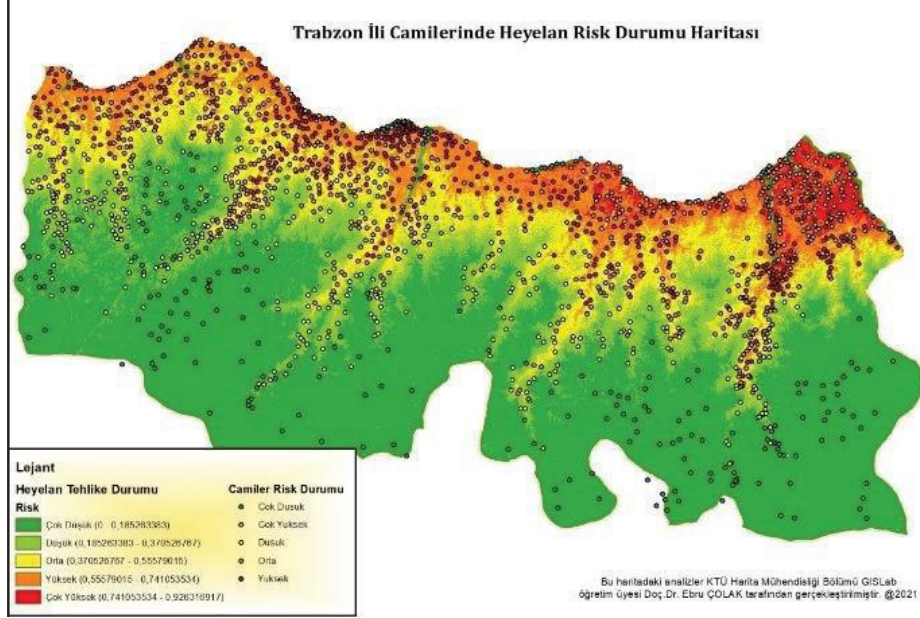 Trabzon İli Camilerinde Heyelan Risk Durumu Haritası
Lejant
Heyelan Tehlike Durumu
Risk
Çok Düşük (0 - 0,185263383)
Düşük (0,185263383 - 0,370526767)
Orta (0,370526767 - 0,55579015)
Yüksek (0,55579015 - 0,741053534)
Çok Yüksek (0,741053534 - 0,926316917)
Camiler Risk Durumu
Cok Dusuk
Cok Yuksek
Dusuk
Orta
Yuksek
Bu haritadaki analizler KTÜ Harita Mühendisliği Bölümü GISLab
öğretim üyesi Doç.Dr. Ebru ÇOLAK tarafından gerçekleştirilmiştir. @2021